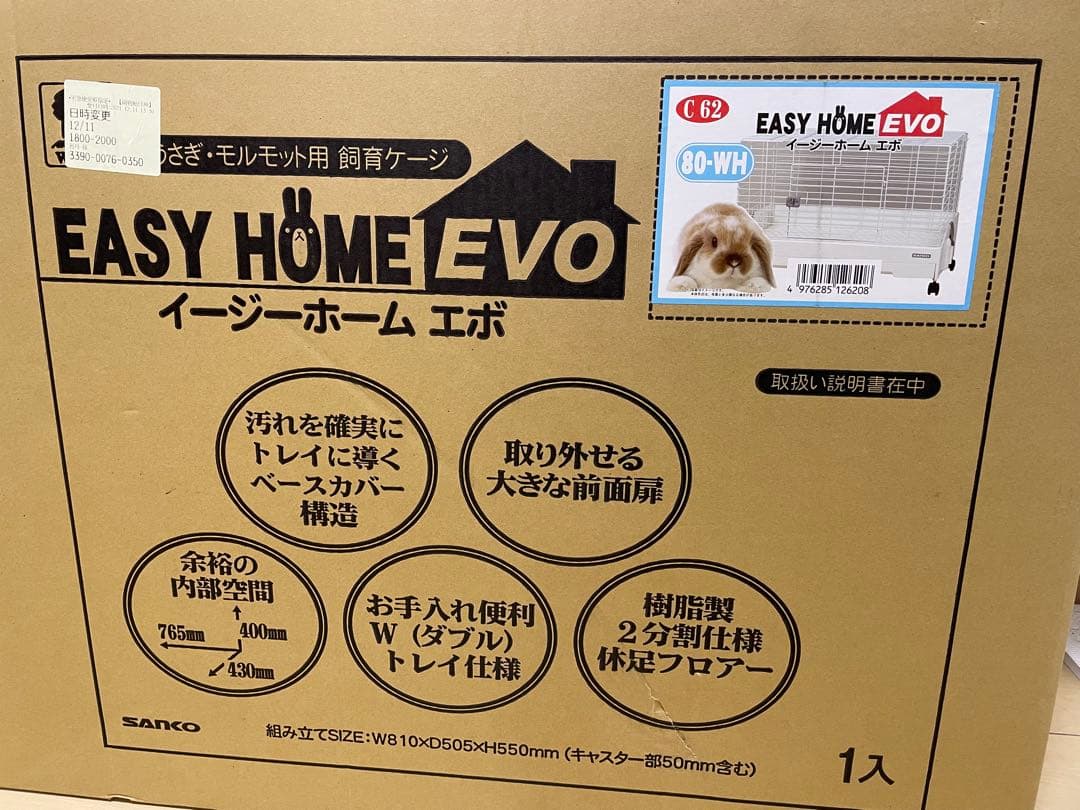 日時変更
12/11
1800-2000
3390-0076-0350
うさぎ・モルモット用 飼育ケージ
EASY HOME EVO
イージーホーム エボ
C 62
EASY HOME EVO
イージーホーム エボ
80-WH
4 976285 126208
取扱い説明書在中
汚れを確実に
トレイに導く
ベースカバー
構造
取り外せる
大きな前面扉
余裕の
内部空間
765mm
400mm
430mm
お手入れ便利
W（ダブル）
トレイ仕様
樹脂製
2分割仕様
休足フロアー
SANKO
組み立てSIZE：W810×D505×H550mm（キャスター部50mm含む）
1入